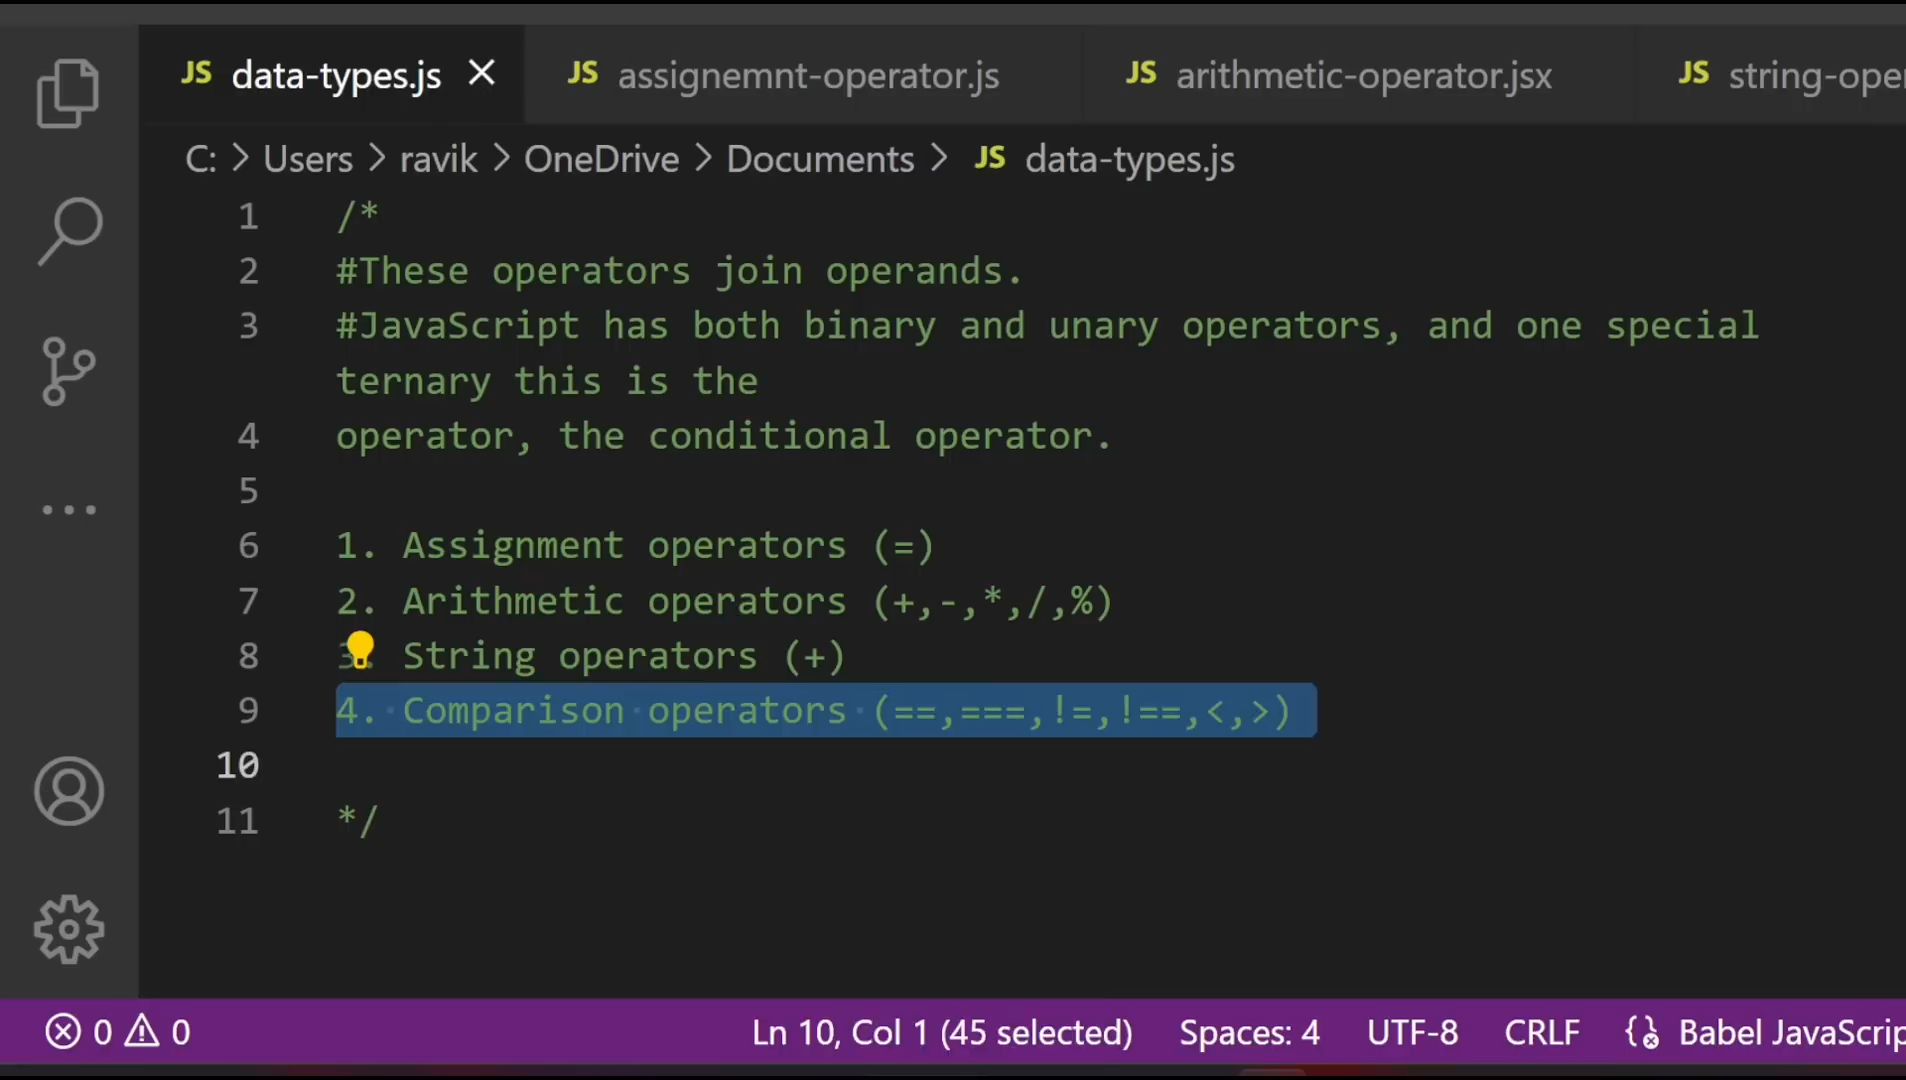 JS data-types.js × JS assignemnt-operator.js JS arithmetic-operator.jsx JS string-oper
C: > Users > ravik > OneDrive > Documents > JS data-types.js
1 /*
2 #These operators join operands.
3 #JavaScript has both binary and unary operators, and one special
ternary this is the
4 operator, the conditional operator.
5
6 1. Assignment operators (=)
7 2. Arithmetic operators (+,-,*,/,%)
8 3. String operators (+)
9 4. Comparison operators (==,===,!=,!==,<,>)
10
11 */
0 0 Ln 10, Col 1 (45 selected) Spaces: 4 UTF-8 CRLF Babel JavaScrip